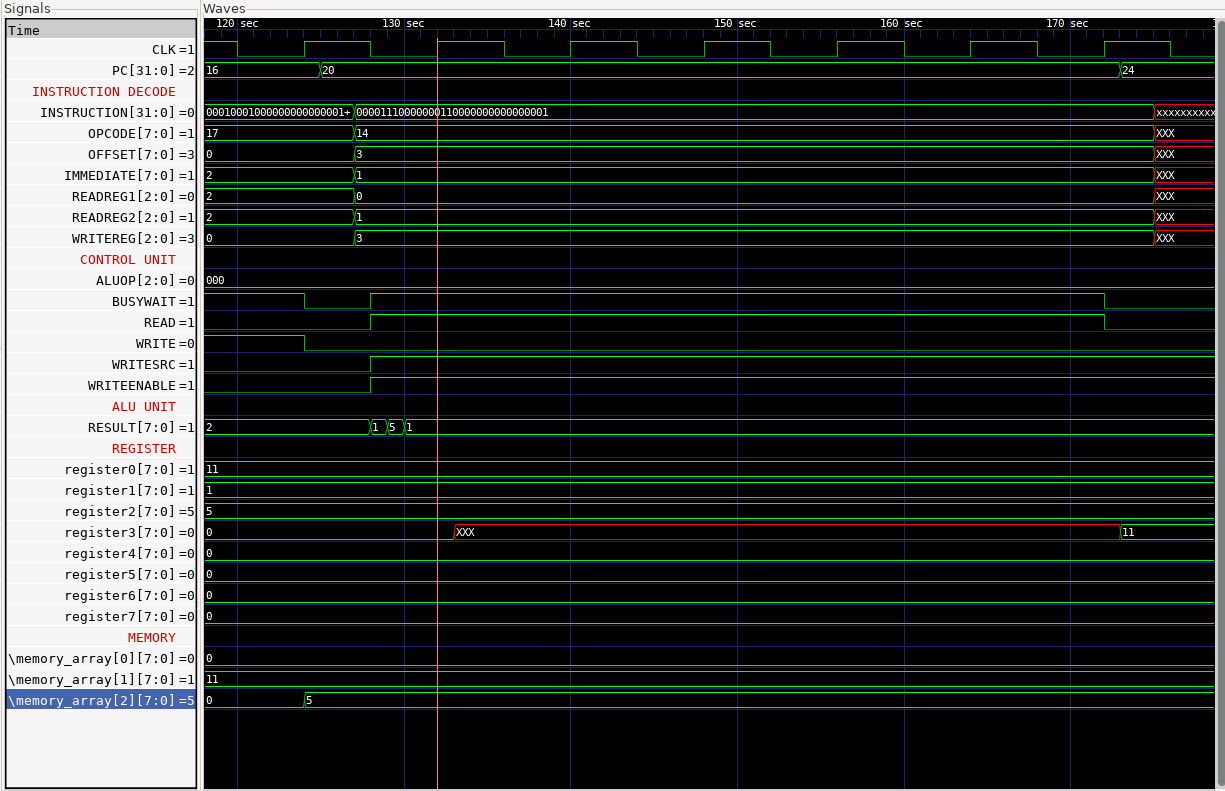 Signals Waves
Time 120 sec 130 sec 140 sec 150 sec 160 sec 170 sec
CLK=1
PC[31:0]=2 16 20 24
INSTRUCTION DECODE
INSTRUCTION[31:0]=0 0001000100000000000001+ 00001110000000110000000000000001 xxxxxxxxxx
OPCODE[7:0]=1 17 14 XXX
OFFSET[7:0]=3 0 3 XXX
IMMEDIATE[7:0]=1 2 1 XXX
READREG1[2:0]=0 2 0 XXX
READREG2[2:0]=1 2 1 XXX
WRITEREG[2:0]=3 0 3 XXX
CONTROL UNIT
ALUOP[2:0]=0 000
BUSYWAIT=1
READ=1
WRITE=0
WRITESRC=1
WRITEENABLE=1
ALU UNIT
RESULT[7:0]=1 2 1 5 1
REGISTER
register0[7:0]=1 11
register1[7:0]=1 1
register2[7:0]=5 5
register3[7:0]=0 0 XXX 11
register4[7:0]=0 0
register5[7:0]=0 0
register6[7:0]=0 0
register7[7:0]=0 0
MEMORY
\memory_array[0][7:0]=0 0
\memory_array[1][7:0]=1 11
\memory_array[2][7:0]=5 0 5